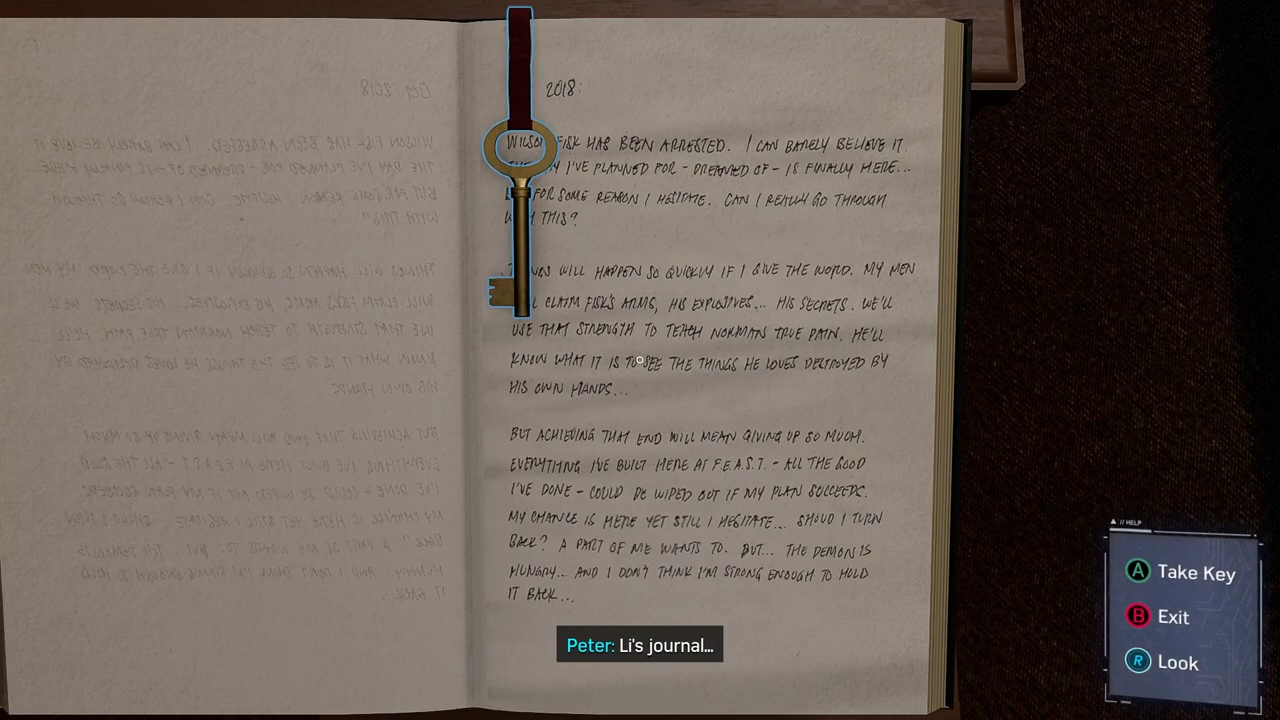 2018:
WILSON FISK HAS BEEN ARRESTED. I CAN BARELY BELIEVE IT.
I'VE PLANNED FOR - DREAMED OF - IS FINALLY HERE...
FOR SOME REASON I HESITATE. CAN I REALLY GO THROUGH
THIS?
THINGS WILL HAPPEN SO QUICKLY IF I GIVE THE WORD. MY MEN
CLAIM FISK'S ARMS, HIS EXPLOSIVES... HIS SECRETS. WE'LL
USE THAT STRENGTH TO TEACH NORMAN TRUE PAIN. HE'LL
KNOW WHAT IT IS TO SEE THE THINGS HE LOVES DESTROYED BY
HIS OWN HANDS...
BUT ACHIEVING THAT END WILL MEAN GIVING UP SO MUCH.
EVERYTHING I'VE BUILT HERE AT F.E.A.S.T. - ALL THE GOOD
I'VE DONE - COULD BE WIPED OUT IF MY PLAN SUCCEEDS.
MY CHANCE IS HERE YET STILL I HESITATE... SHOUD I TURN
BACK? A PART OF ME WANTS TO. BUT... THE DEMON IS
HUNGRY... AND I DON'T THINK I'M STRONG ENOUGH TO HOLD
IT BACK...
Peter: Li's journal...
// HELP
A Take Key
B Exit
R Look